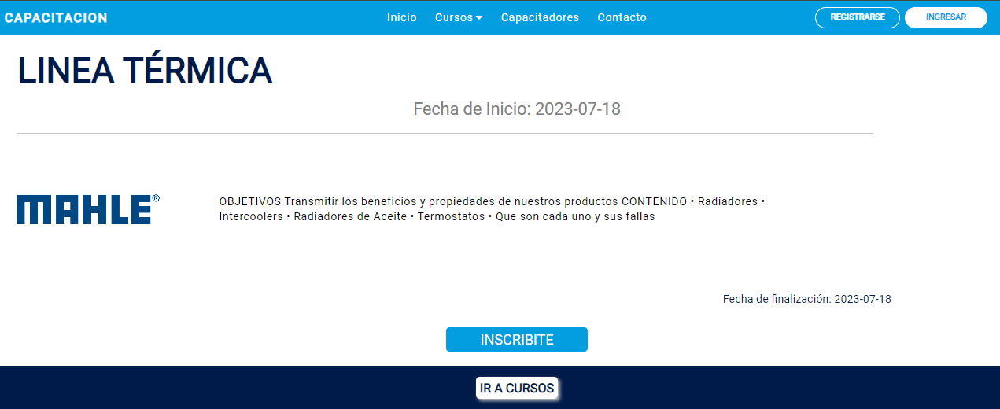 CAPACITACION
Inicio
Cursos
Capacitadores
Contacto
REGISTRARSE
INGRESAR
LINEA TÉRMICA
Fecha de Inicio: 2023-07-18
MAHLE®
OBJETIVOS Transmitir los beneficios y propiedades de nuestros productos CONTENIDO • Radiadores •
Intercoolers • Radiadores de Aceite • Termostatos • Que son cada uno y sus fallas
Fecha de finalización: 2023-07-18
INSCRIBITE
IR A CURSOS